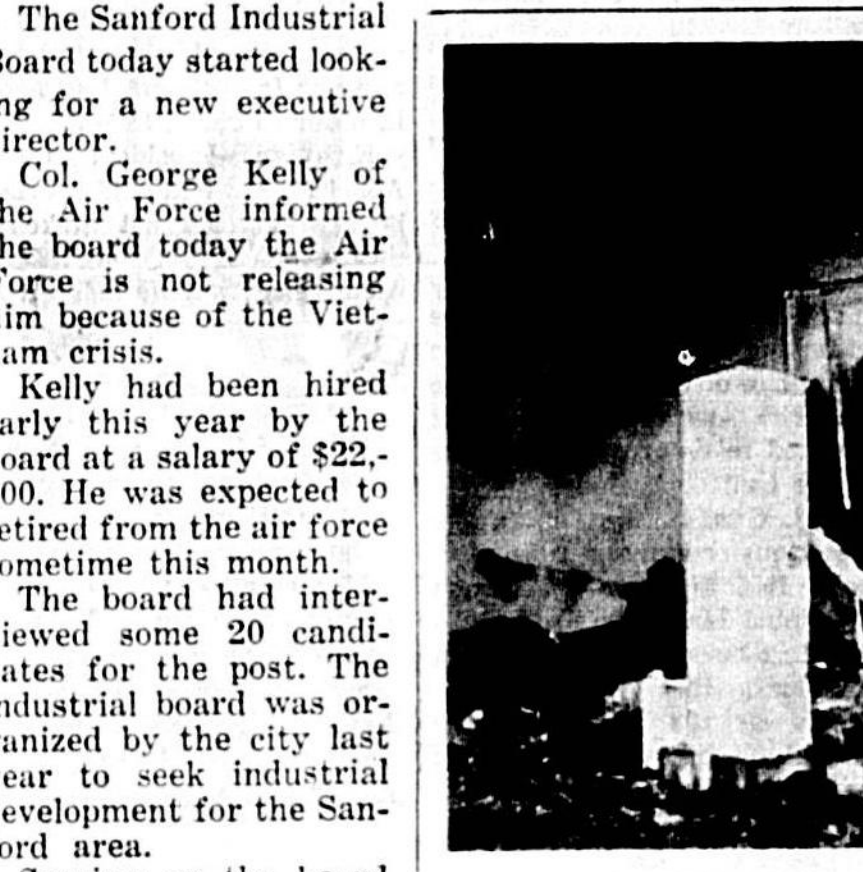 The Sanford Industrial
Board today started look-
ng for a new executive
irector.
Col. George Kelly of
he Air Force informed
he board today the Air
Force is not releasing
im because of the Viet-
am crisis.
Kelly had been hired
arly this year by the
oard at a salary of $22,-
00. He was expected to
etired from the air force
ometime this month.
The board had inter-
iewed some 20 candi-
ates for the post. The
ndustrial board was or-
anized by the city last
ear to seek industrial
evelopment for the San-
ord area.